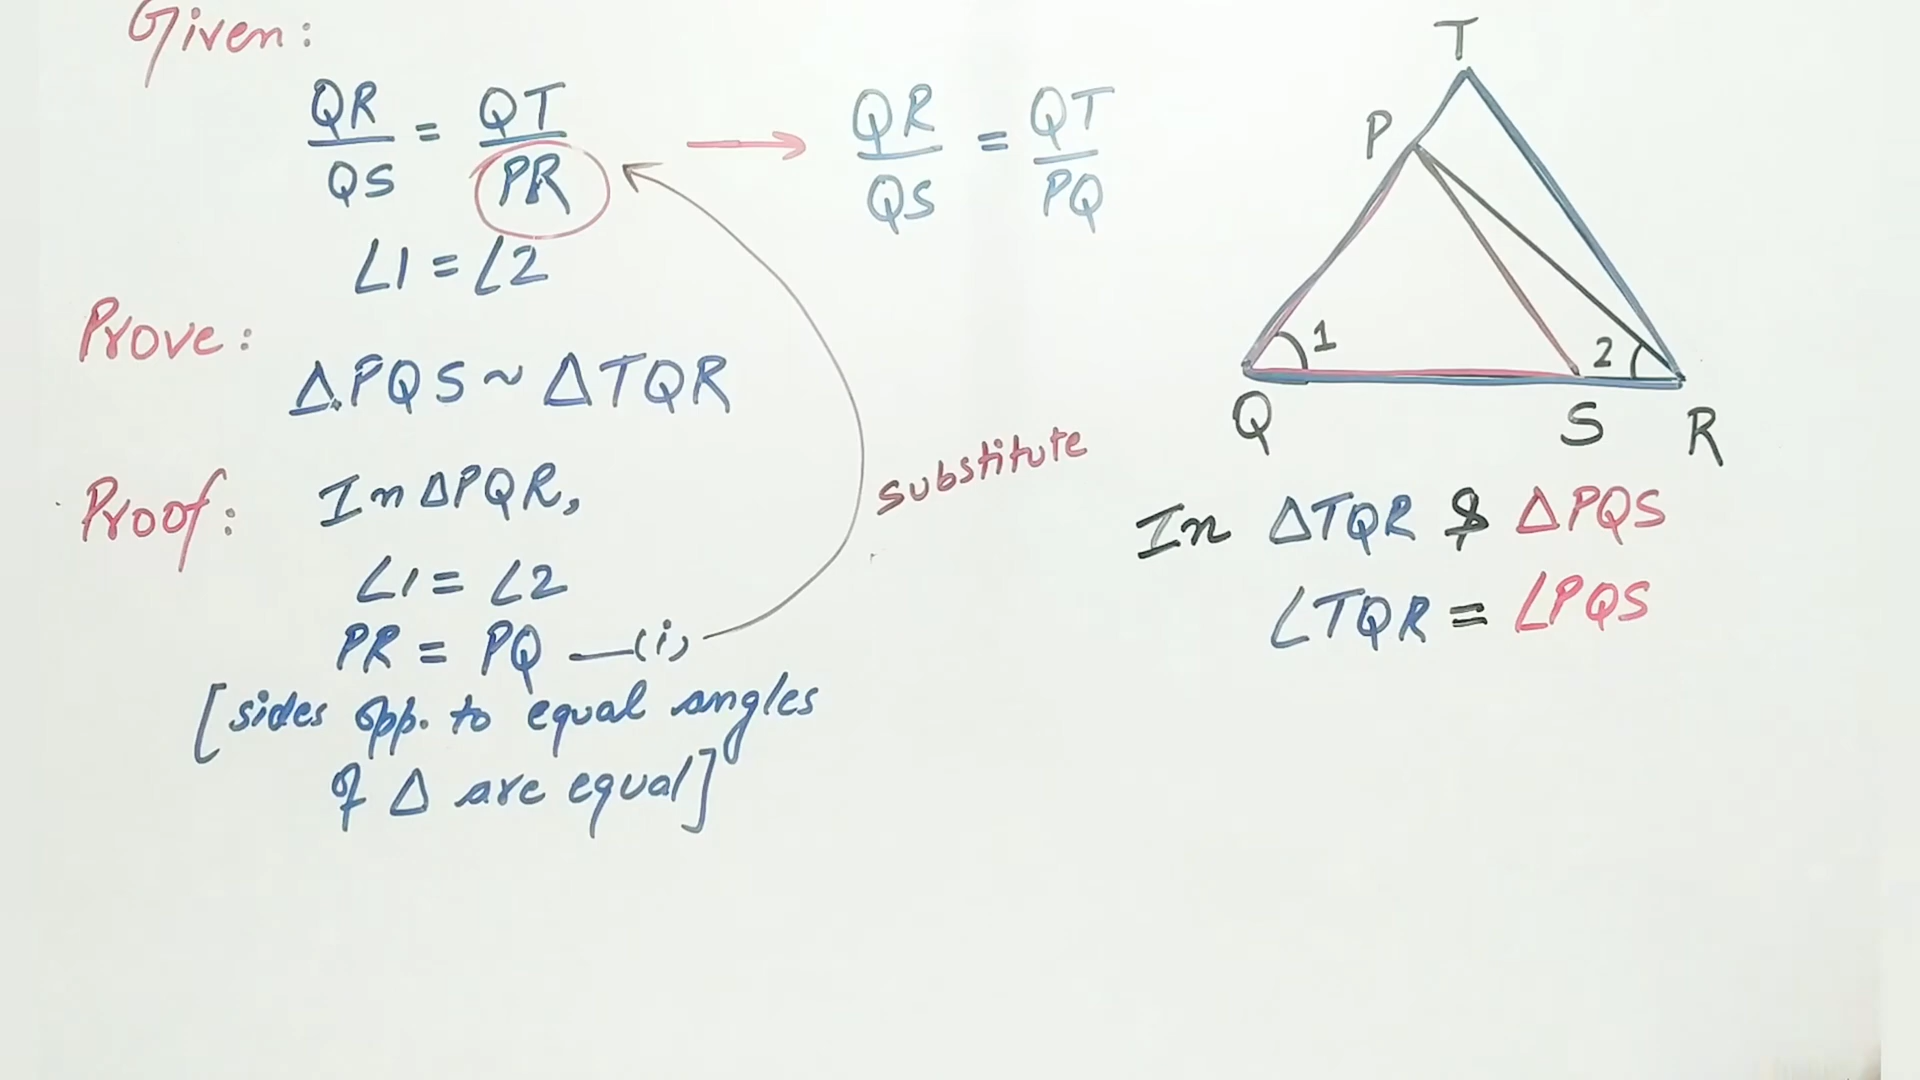 Given:
QR/QS = QT/PR → QR/QS = QT/PQ
∠1 = ∠2
Prove:
ΔPQS ~ ΔTQR
Proof: In ΔPQR,
∠1 = ∠2
PR = PQ —(i)
[sides opp. to equal angles
of Δ are equal]
substitute
T
P
1
2
Q
S
R
In ΔTQR & ΔPQS
∠TQR = ∠PQS